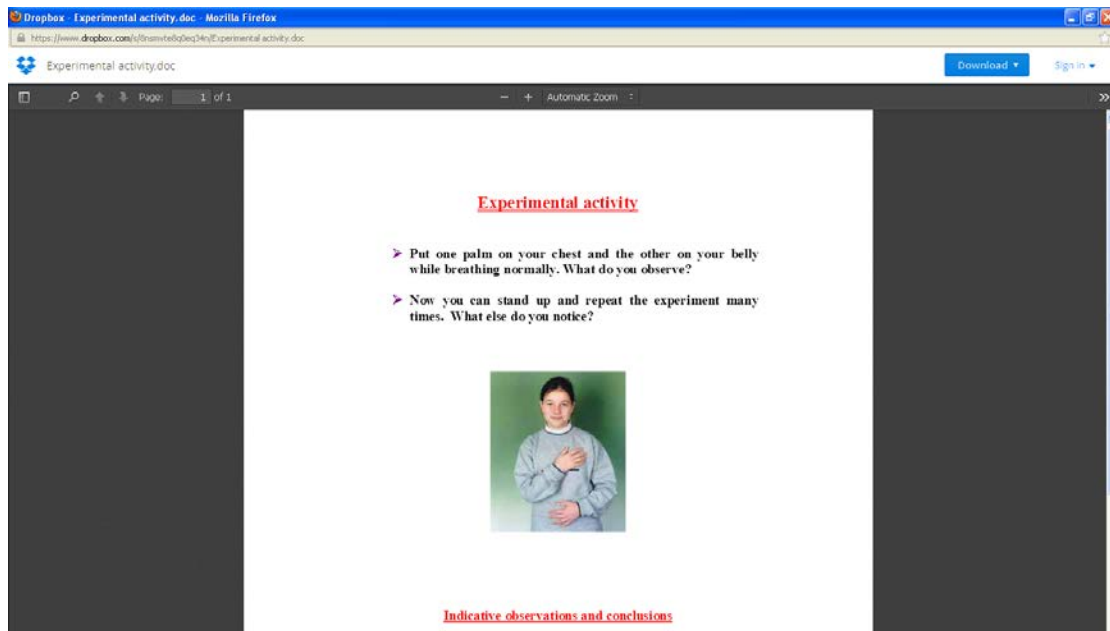 Dropbox - Experimental activity.doc - Mozilla Firefox
Experimental activity.doc
Download
Sign in
Page: 1 of 1
Automatic Zoom
Experimental activity
Put one palm on your chest and the other on your belly
while breathing normally. What do you observe?
Now you can stand up and repeat the experiment many
times. What else do you notice?
Indicative observations and conclusions